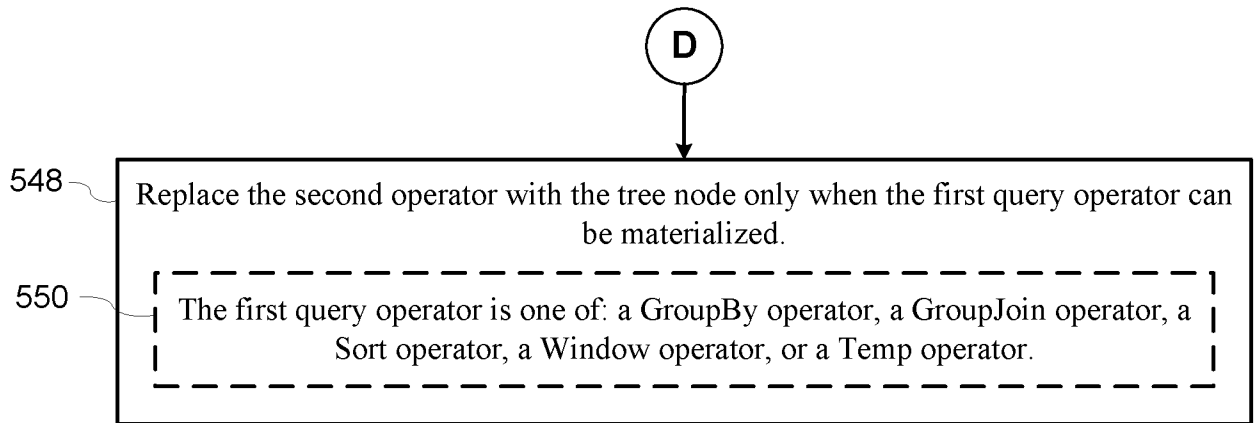 D
548
Replace the second operator with the tree node only when the first query operator can
be materialized.
550
The first query operator is one of: a GroupBy operator, a GroupJoin operator, a
Sort operator, a Window operator, or a Temp operator.